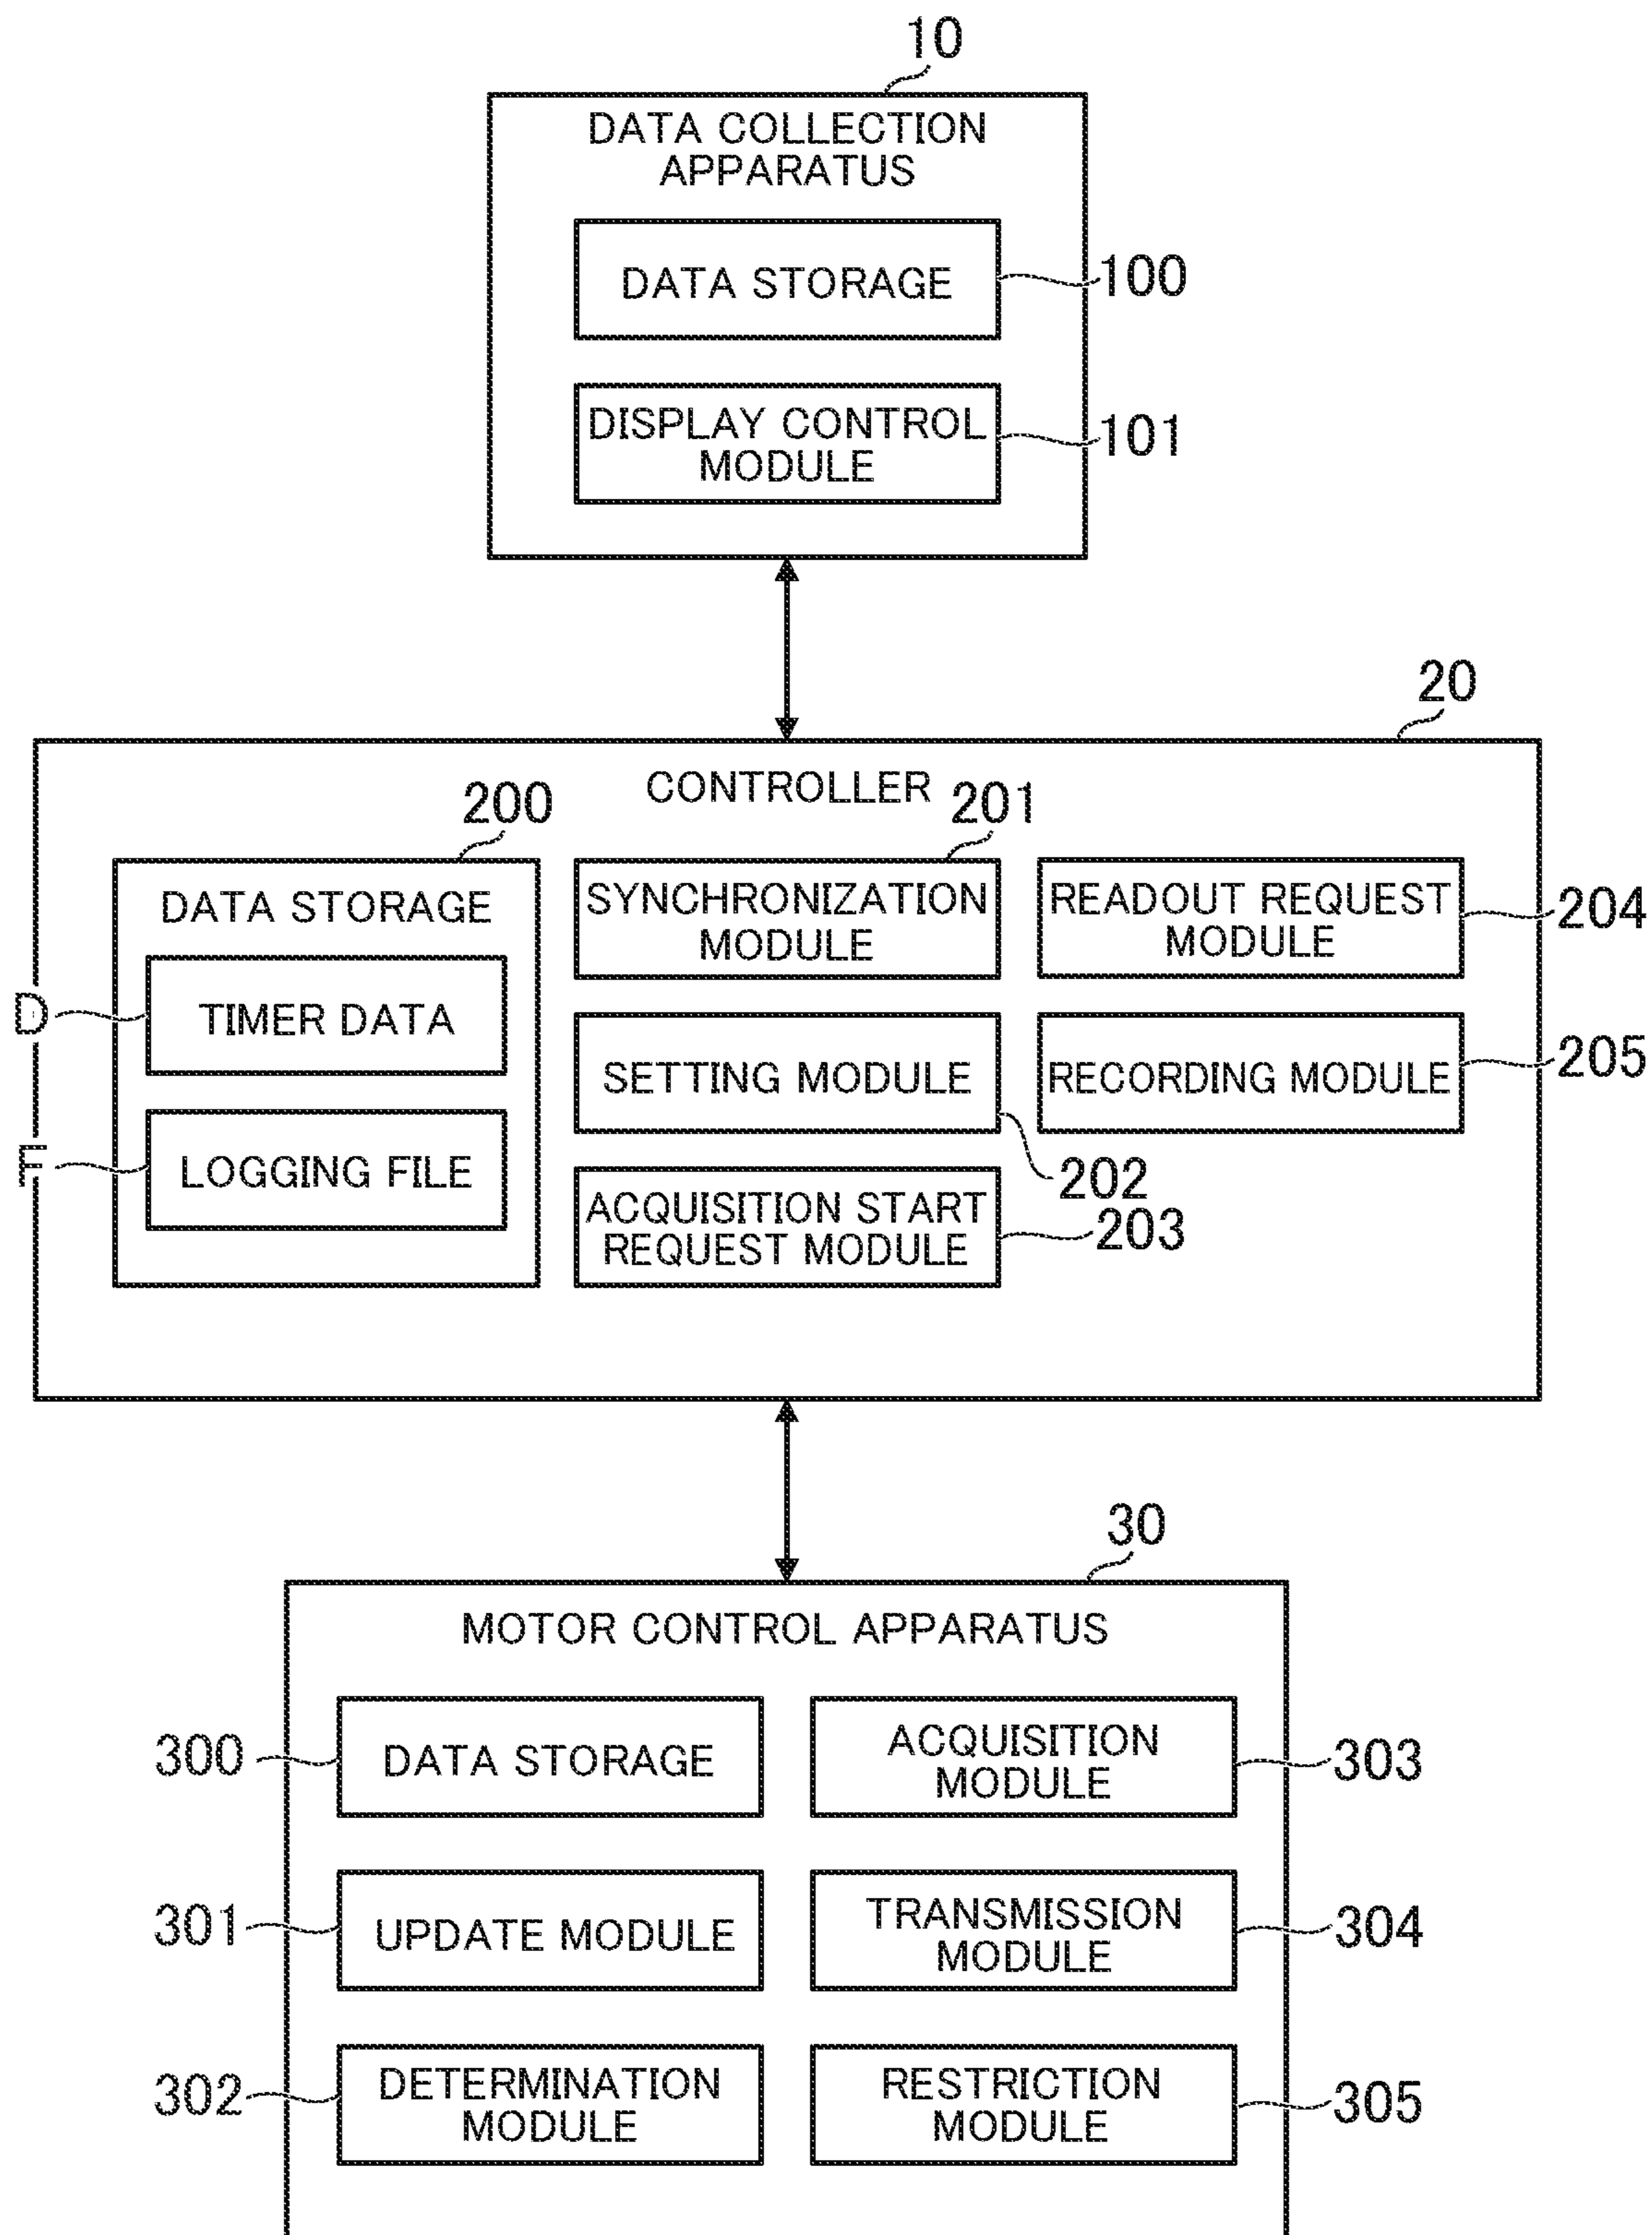 10
DATA COLLECTION
APPARATUS
DATA STORAGE
100
DISPLAY CONTROL
MODULE
101
20
CONTROLLER
200
DATA STORAGE
D
TIMER DATA
F
LOGGING FILE
201
SYNCHRONIZATION
MODULE
SETTING MODULE
202
ACQUISITION START
REQUEST MODULE
203
READOUT REQUEST
MODULE
204
RECORDING MODULE
205
30
MOTOR CONTROL APPARATUS
300
DATA STORAGE
301
UPDATE MODULE
302
DETERMINATION
MODULE
ACQUISITION
MODULE
303
TRANSMISSION
MODULE
304
RESTRICTION
MODULE
305